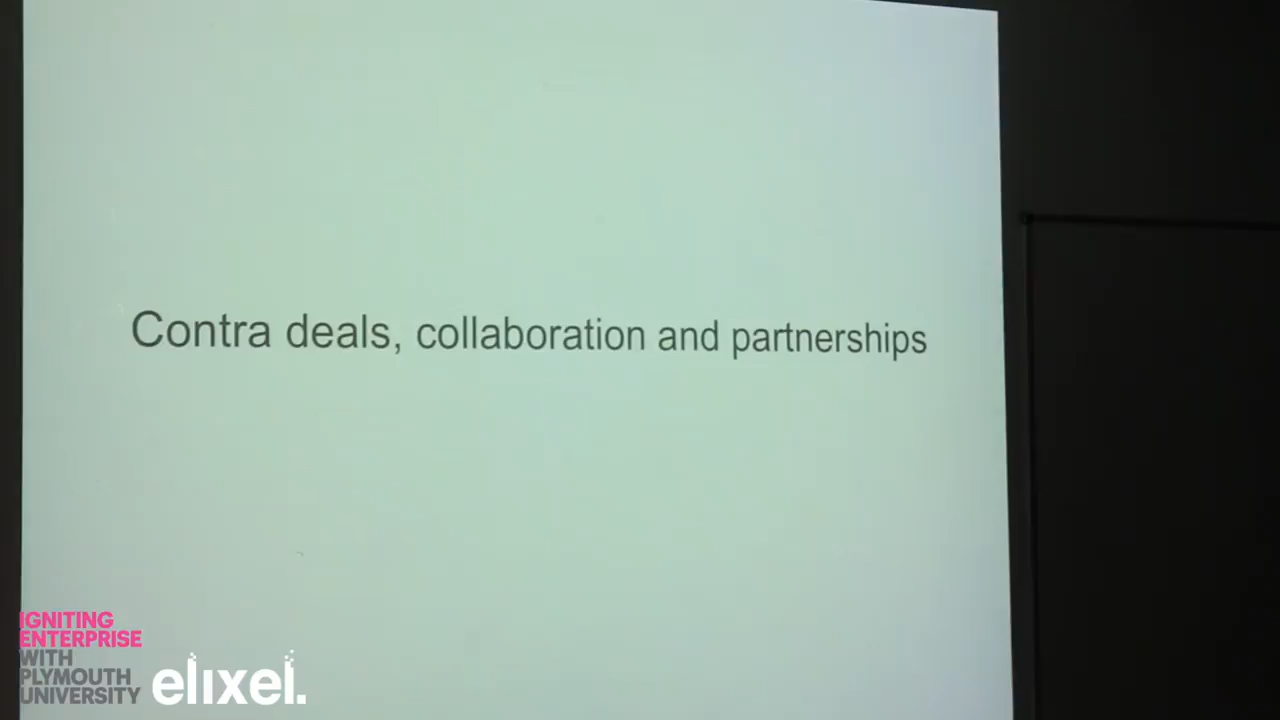 Contra deals, collaboration and partnerships
IGNITING
ENTERPRISE
WITH
PLYMOUTH
UNIVERSITY
elixel.